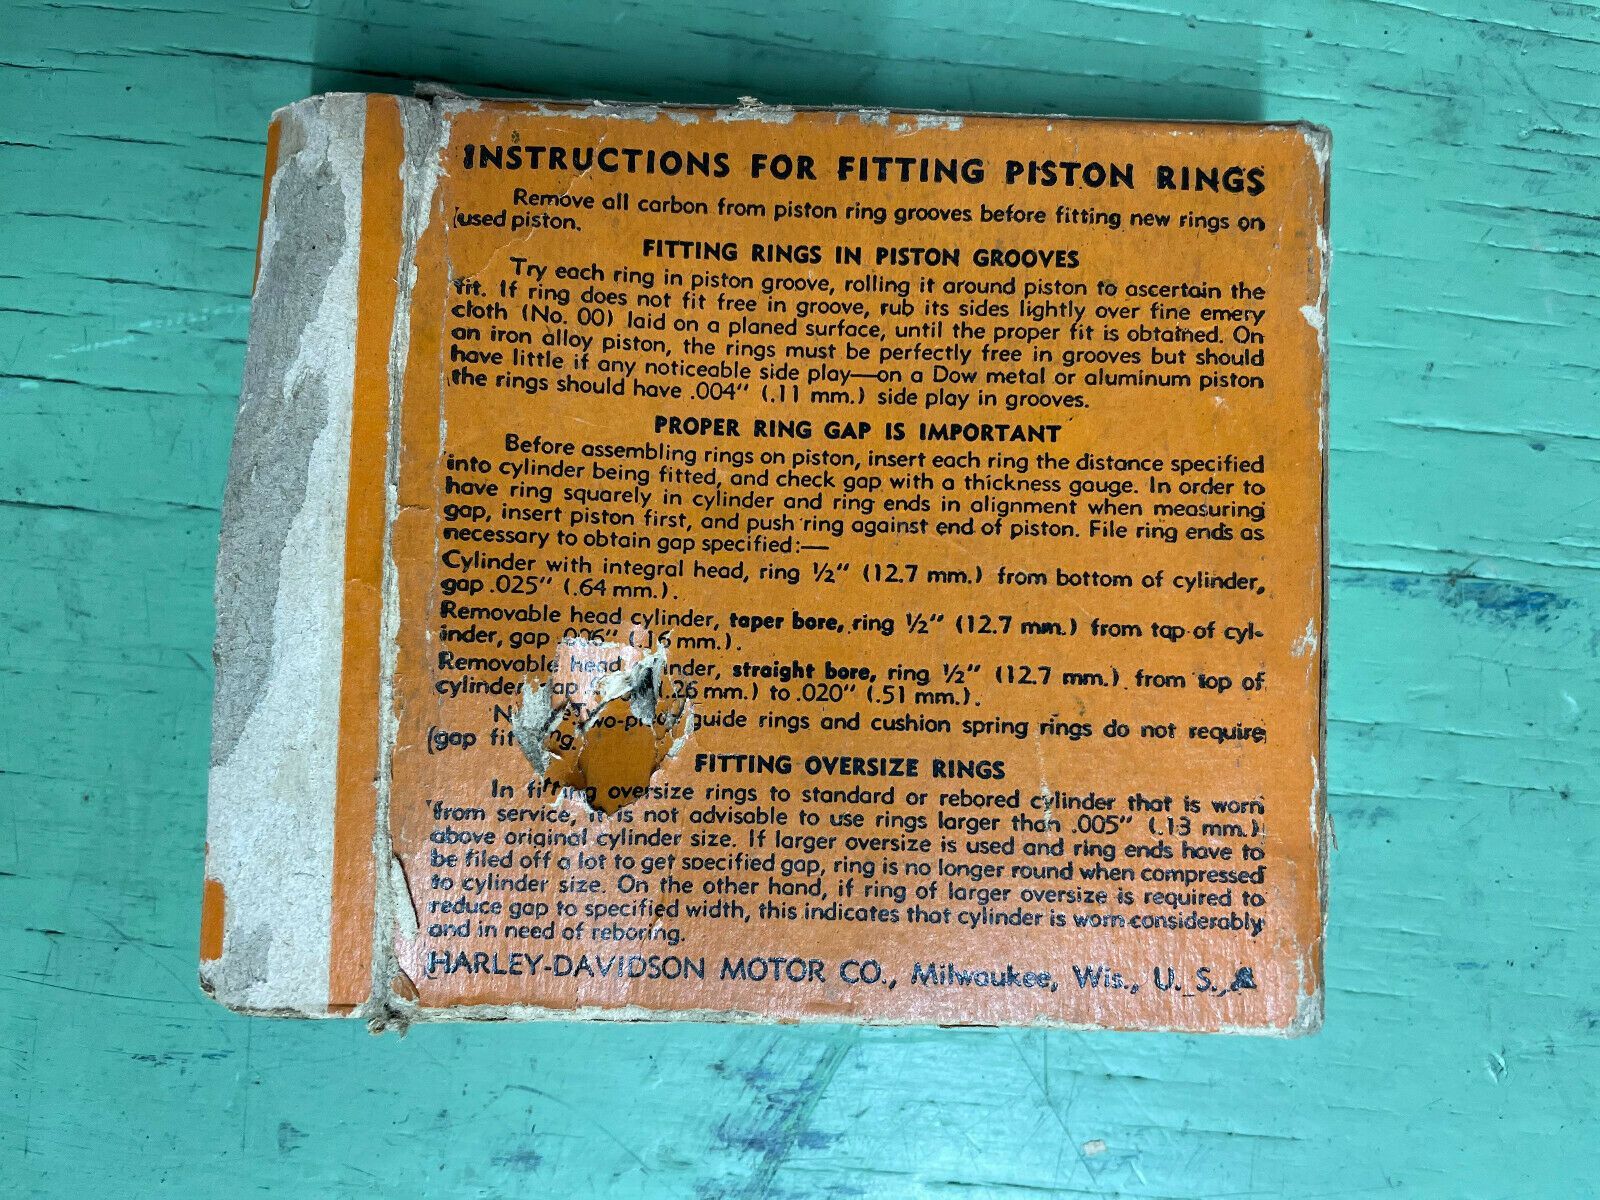 INSTRUCTIONS FOR FITTING PISTON RINGS
Remove all carbon from piston ring grooves before fitting new rings on
used piston.
FITTING RINGS IN PISTON GROOVES
Try each ring in piston groove, rolling it around piston to ascertain the
fit. If ring does not fit free in groove, rub its sides lightly over fine emery
cloth (No. 00) laid on a planed surface, until the proper fit is obtained. On
an iron alloy piston, the rings must be perfectly free in grooves but should
have little if any noticeable side play—on a Dow metal or aluminum piston
the rings should have .004" (.11 mm.) side play in grooves.
PROPER RING GAP IS IMPORTANT
Before assembling rings on piston, insert each ring the distance specified
into cylinder being fitted, and check gap with a thickness gauge. In order to
have ring squarely in cylinder and ring ends in alignment when measuring
gap, insert piston first, and push ring against end of piston. File ring ends as
necessary to obtain gap specified:—
Cylinder with integral head, ring ½" (12.7 mm.) from bottom of cylinder,
gap .025" (.64 mm.).
Removable head cylinder, taper bore, ring ½" (12.7 mm.) from top of cyl-
inder, gap .006" (.16 mm.).
Removable head inder, straight bore, ring ½" (12.7 mm.) from top of
cylinder ap (.26 mm.) to .020" (.51 mm.).
guide rings and cushion spring rings do not require
gap fit ng.
FITTING OVERSIZE RINGS
In fitting oversize rings to standard or rebored cylinder that is worn
from service, it is not advisable to use rings larger than .005" (.13 mm.)
above original cylinder size. If larger oversize is used and ring ends have to
be filed off a lot to get specified gap, ring is no longer round when compressed
to cylinder size. On the other hand, if ring of larger oversize is required to
reduce gap to specified width, this indicates that cylinder is worn considerably
and in need of reboring.
HARLEY-DAVIDSON MOTOR CO., Milwaukee, Wis., U. S. A